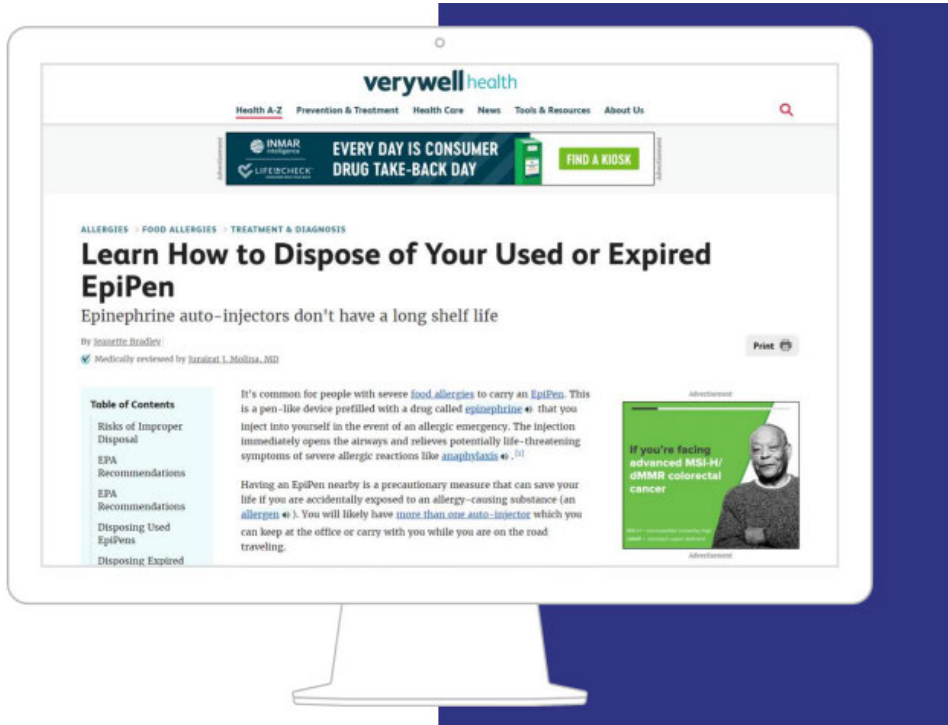 verywell health
Health A-Z Prevention & Treatment Health Care News Tools & Resources About Us
Advertisement
INMAR
intelligence
LIFEINCHECK
EVERY DAY IS CONSUMER
DRUG TAKE-BACK DAY
FIND A KIOSK
Advertisement
ALLERGIES > FOOD ALLERGIES > TREATMENT & DIAGNOSIS
Learn How to Dispose of Your Used or Expired
EpiPen
Epinephrine auto-injectors don't have a long shelf life
By Jeanette Bradley
Medically reviewed by Jurairat J. Molina, MD
Print
Table of Contents
Risks of Improper
Disposal
EPA
Recommendations
EPA
Recommendations
Disposing Used
EpiPens
Disposing Expired
It's common for people with severe food allergies to carry an EpiPen. This
is a pen-like device prefilled with a drug called epinephrine that you
inject into yourself in the event of an allergic emergency. The injection
immediately opens the airways and relieves potentially life-threatening
symptoms of severe allergic reactions like anaphylaxis . [1]
Having an EpiPen nearby is a precautionary measure that can save your
life if you are accidentally exposed to an allergy-causing substance (an
allergen ). You will likely have more than one auto-injector which you
can keep at the office or carry with you while you are on the road
traveling.
Advertisement
If you're facing
advanced MSI-H/
dMMR colorectal
cancer
Advertisement